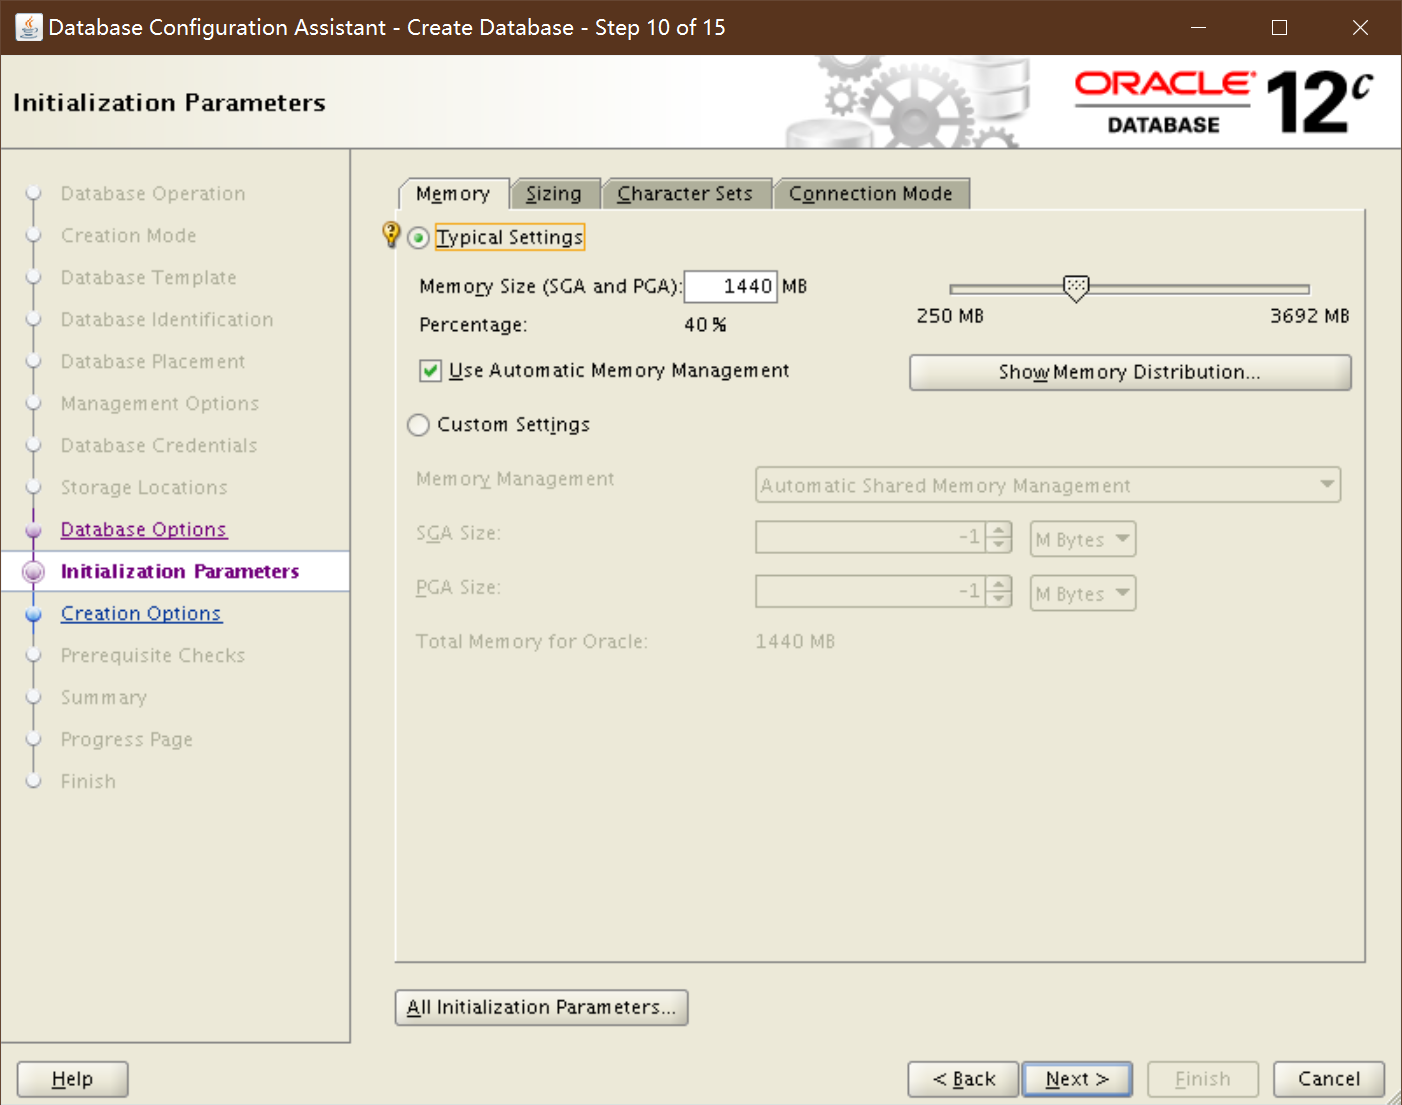 Database Configuration Assistant - Create Database - Step 10 of 15
Initialization Parameters
ORACLE
DATABASE
12c
Database Operation
Creation Mode
Database Template
Database Identification
Database Placement
Management Options
Database Credentials
Storage Locations
Database Options
Initialization Parameters
Creation Options
Prerequisite Checks
Summary
Progress Page
Finish
Memory Sizing Character Sets Connection Mode
Typical Settings
Memory Size (SGA and PGA): 1440 MB
250 MB 3692 MB
Percentage: 40 %
Use Automatic Memory Management
Show Memory Distribution...
Custom Settings
Memory Management Automatic Shared Memory Management
SGA Size: -1 M Bytes
PGA Size: -1 M Bytes
Total Memory for Oracle: 1440 MB
All Initialization Parameters...
Help < Back Next > Finish Cancel